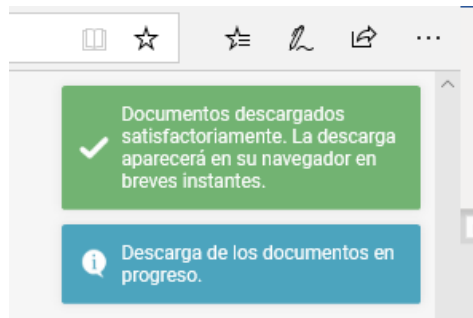 Documentos descargados
satisfactoriamente. La descarga
aparecerá en su navegador en
breves instantes.
Descarga de los documentos en
progreso.